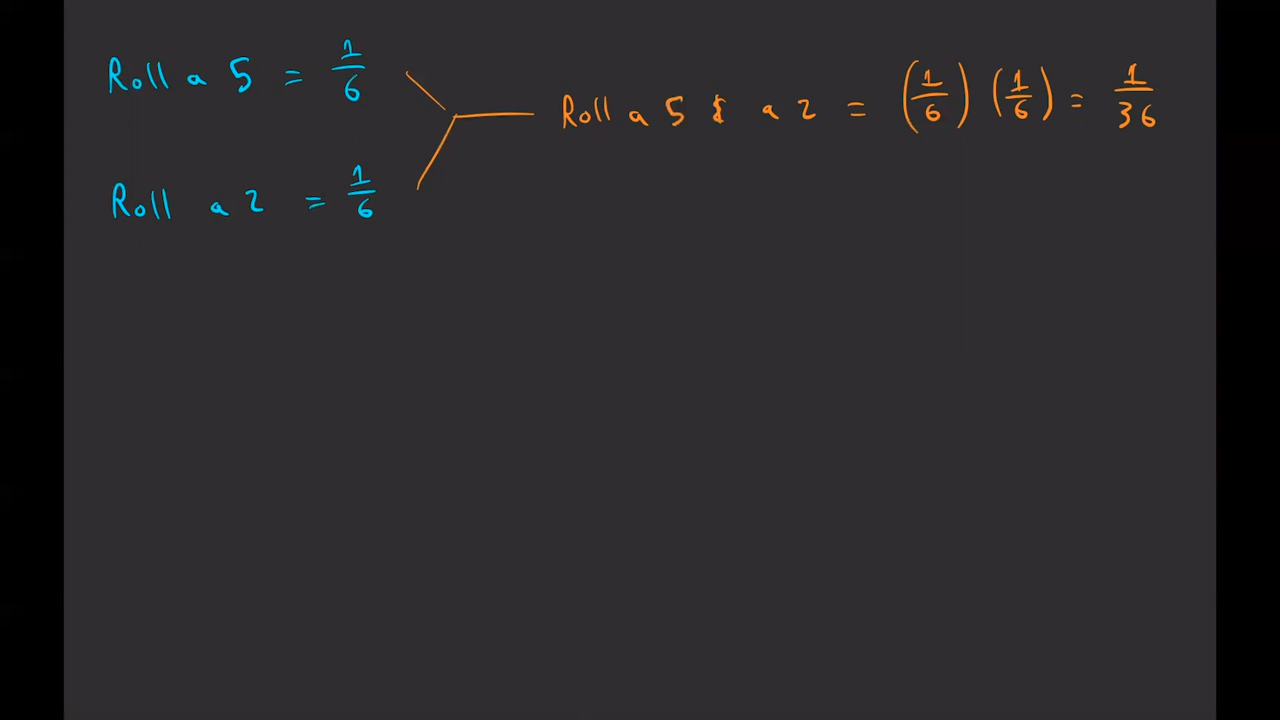 Roll a 5 = 1/6
Roll a 5 & a 2 = (1/6) (1/6) = 1/36
Roll a 2 = 1/6